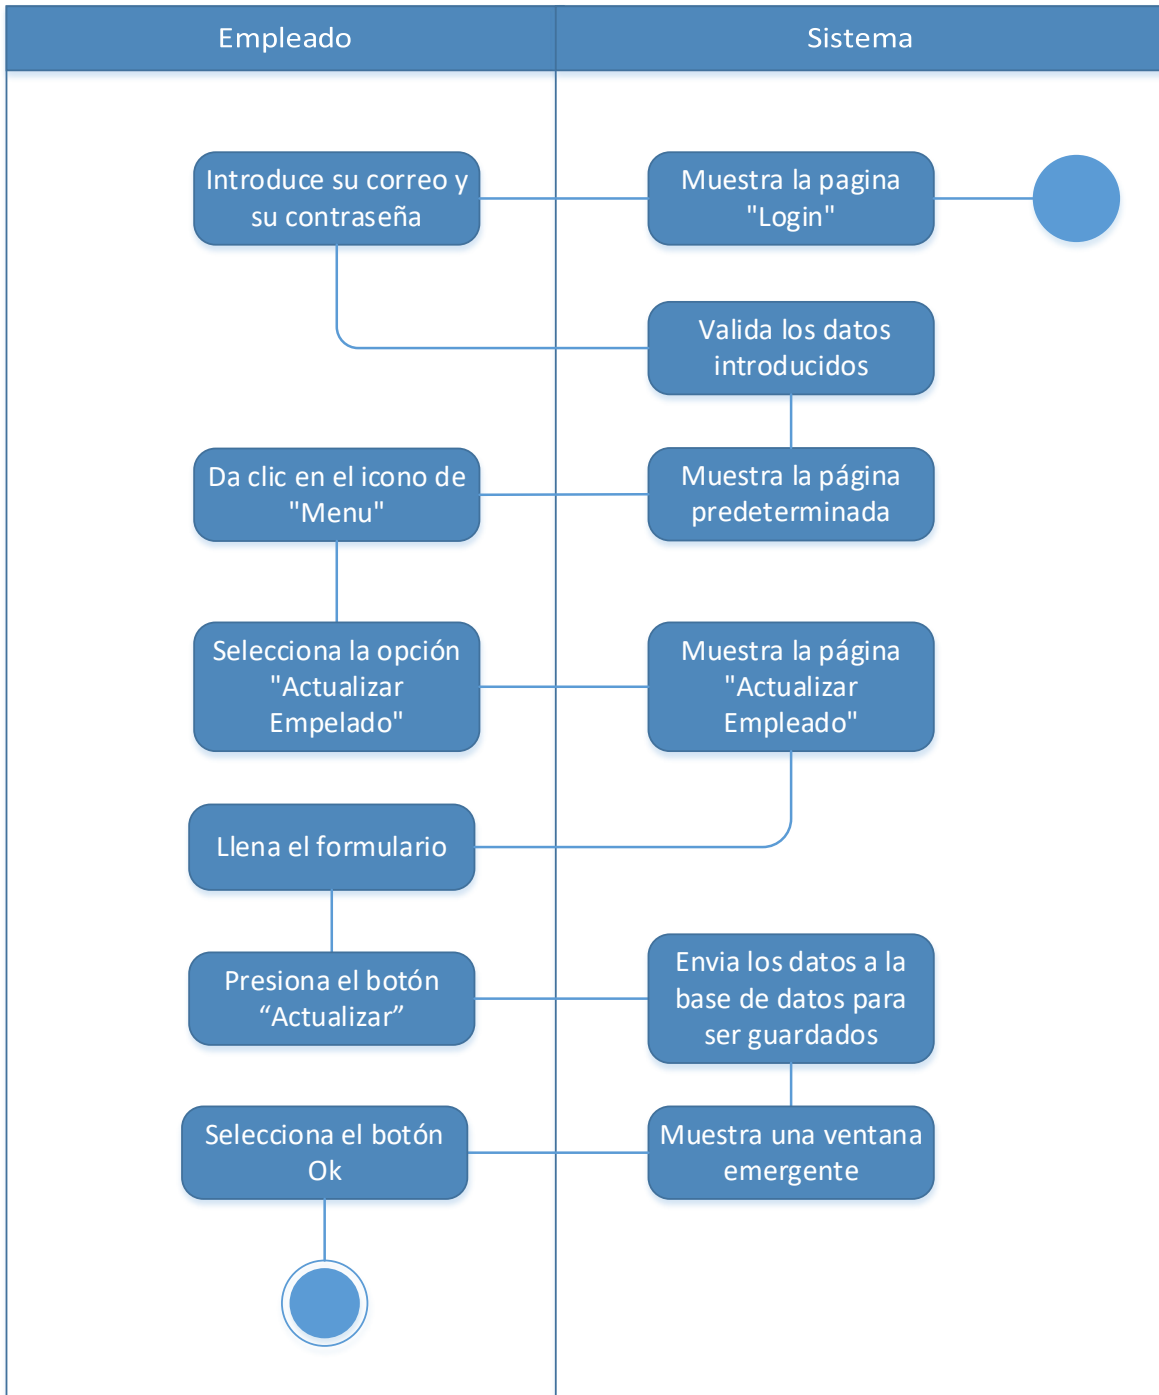 Empleado
Sistema
Introduce su correo y
su contraseña
Muestra la pagina
"Login"
Valida los datos
introducidos
Da clic en el icono de
"Menu"
Muestra la página
predeterminada
Selecciona la opción
"Actualizar
Empelado"
Muestra la página
"Actualizar
Empleado"
Llena el formulario
Presiona el botón
“Actualizar”
Envia los datos a la
base de datos para
ser guardados
Selecciona el botón
Ok
Muestra una ventana
emergente